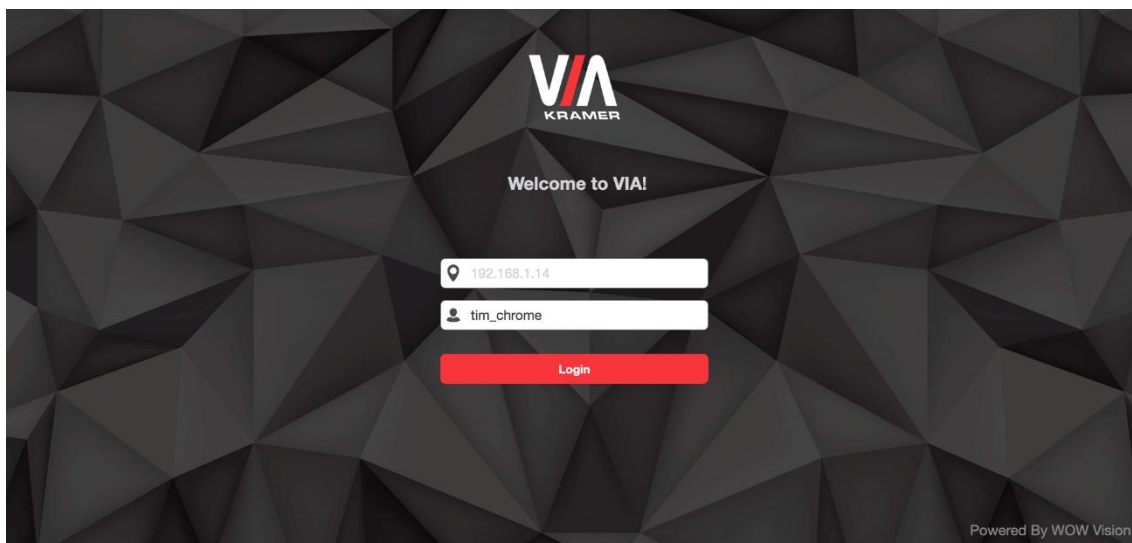 VIA
KRAMER
Welcome to VIA!
192.168.1.14
tim_chrome
Login
Powered By WOW Vision